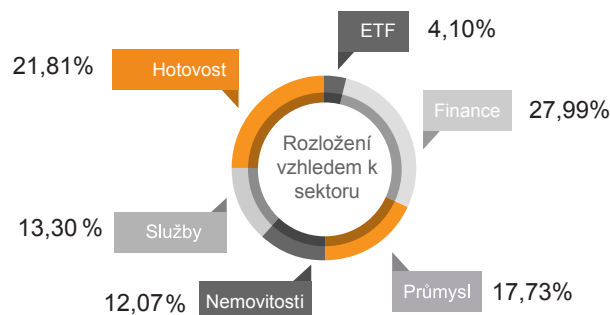 ETF 4,10%
21,81% Hotovost
Finance 27,99%
Rozložení
vzhledem k
sektoru
13,30 % Služby
12,07% Nemovitosti
Průmysl 17,73%